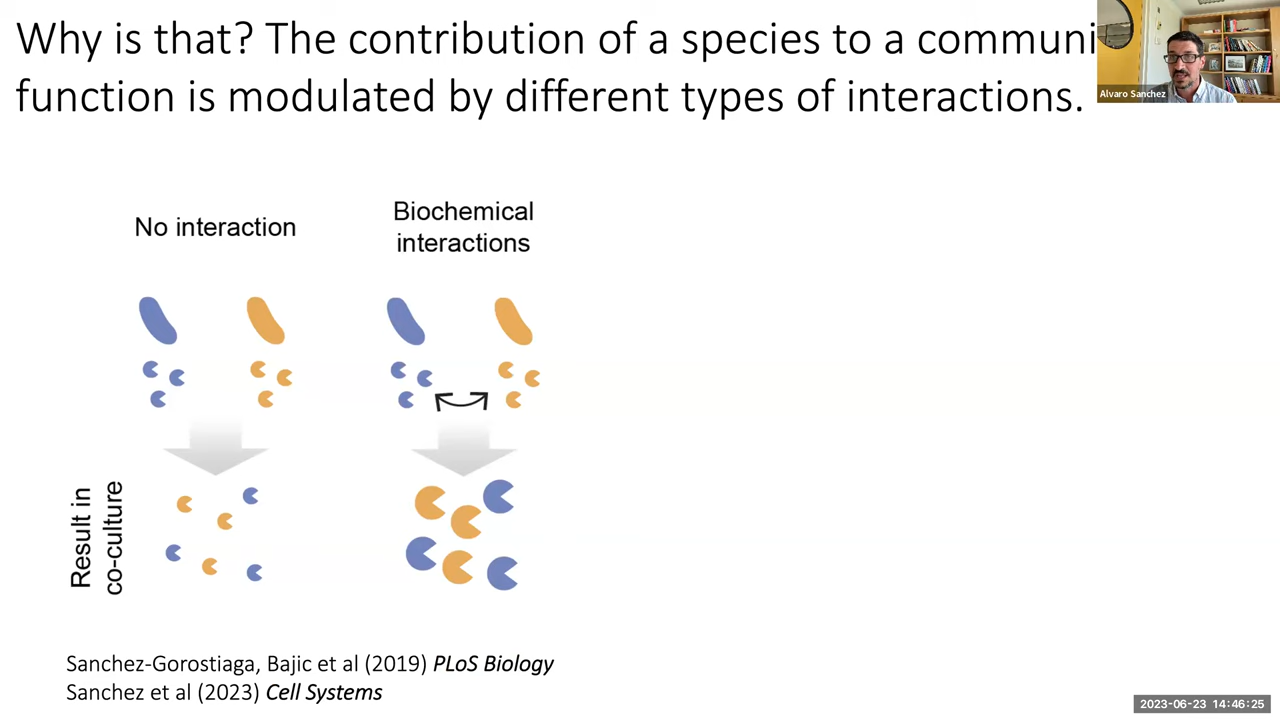 Why is that? The contribution of a species to a communi
function is modulated by different types of interactions.
Alvaro Sanchez
No interaction
Biochemical
interactions
Result in
co-culture
Sanchez-Gorostiaga, Bajic et al (2019) PLoS Biology
Sanchez et al (2023) Cell Systems
2023-06-23 14:46:25